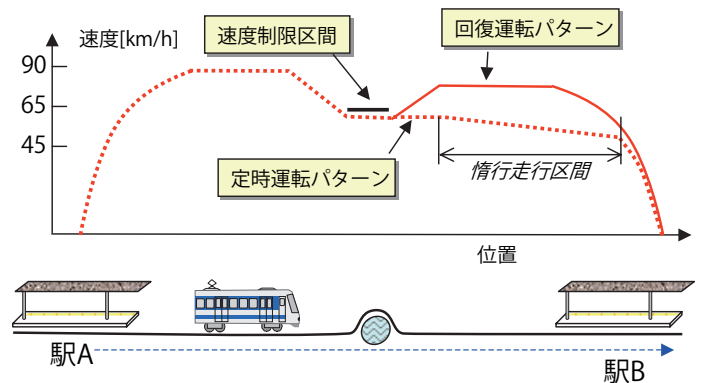 速度[km/h]
速度制限区間
回復運転パターン
90
65
45
定時運転パターン
惰行走行区間
位置
駅A
駅B